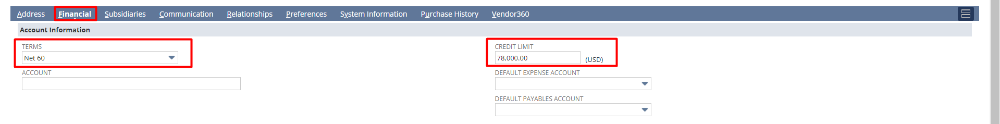 Address Financial Subsidiaries Communication Relationships Preferences System Information Purchase History Vendor360
Account Information
TERMS
Net 60
ACCOUNT
CREDIT LIMIT
78,000.00 (USD)
DEFAULT EXPENSE ACCOUNT
DEFAULT PAYABLES ACCOUNT